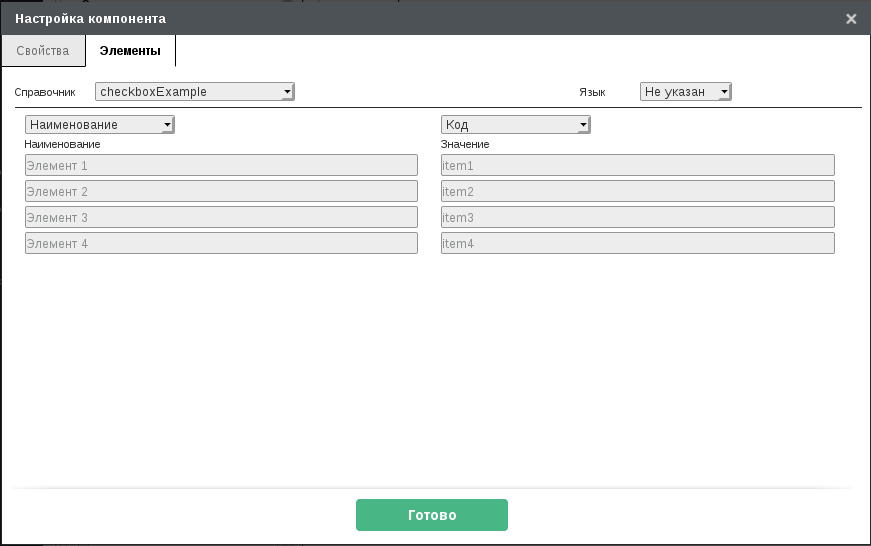 Настройка компонента
Свойства Элементы
Справочник checkboxExample Язык Не указан
Наименование Код
Наименование Значение
Элемент 1 item1
Элемент 2 item2
Элемент 3 item3
Элемент 4 item4
Готово